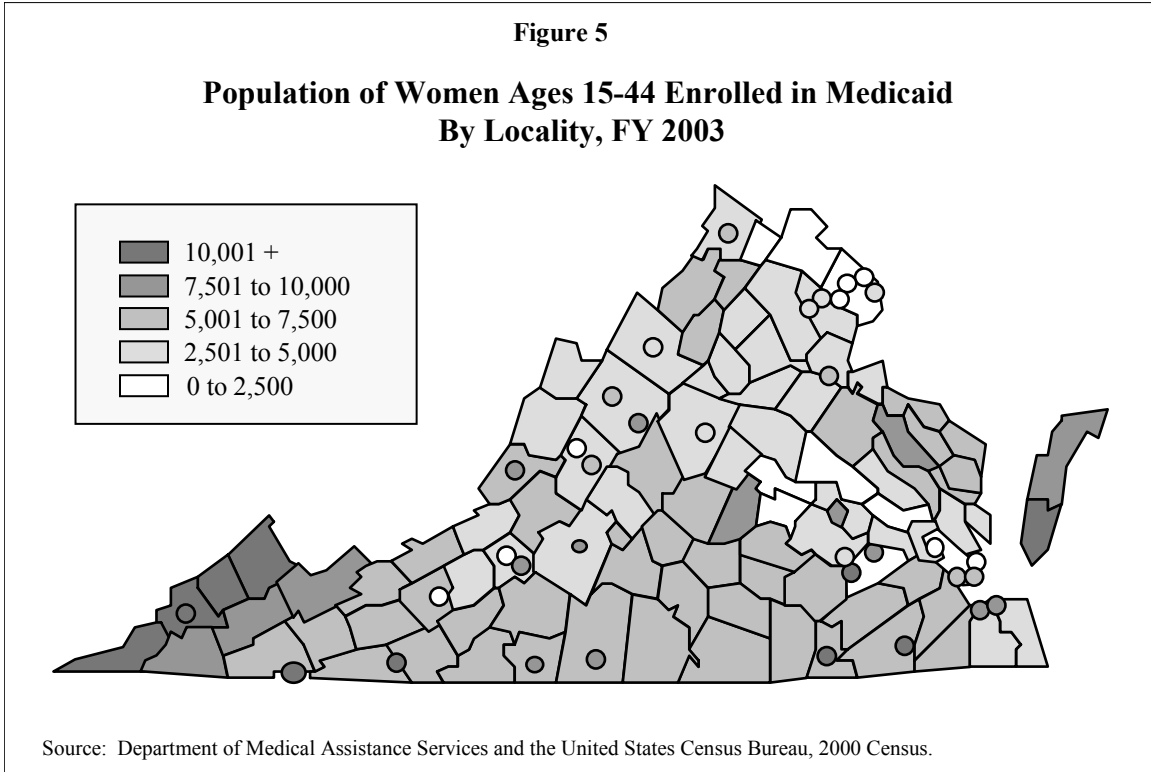 Figure 5
Population of Women Ages 15-44 Enrolled in Medicaid
By Locality, FY 2003
10,001 +
7,501 to 10,000
5,001 to 7,500
2,501 to 5,000
0 to 2,500
Source: Department of Medical Assistance Services and the United States Census Bureau, 2000 Census.